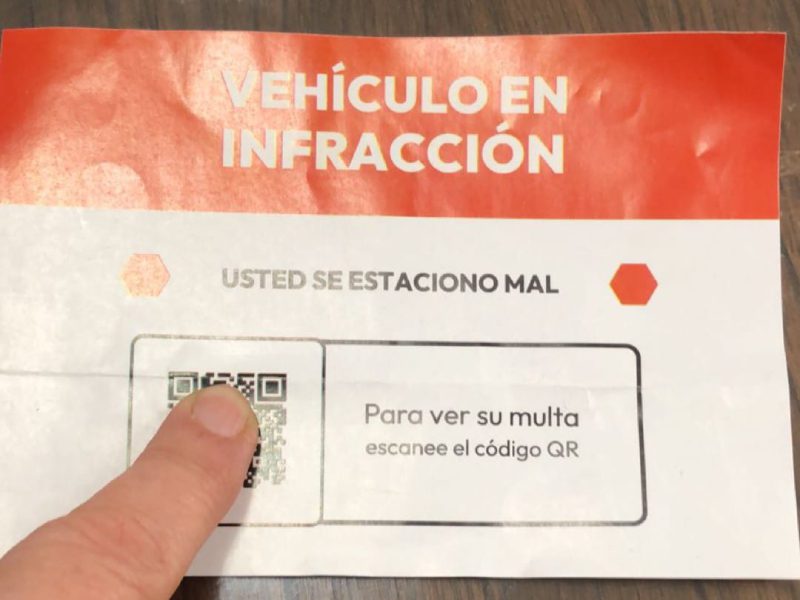 VEHÍCULO EN
INFRACCIÓN
USTED SE ESTACIONO MAL
Para ver su multa
escanee el código QR